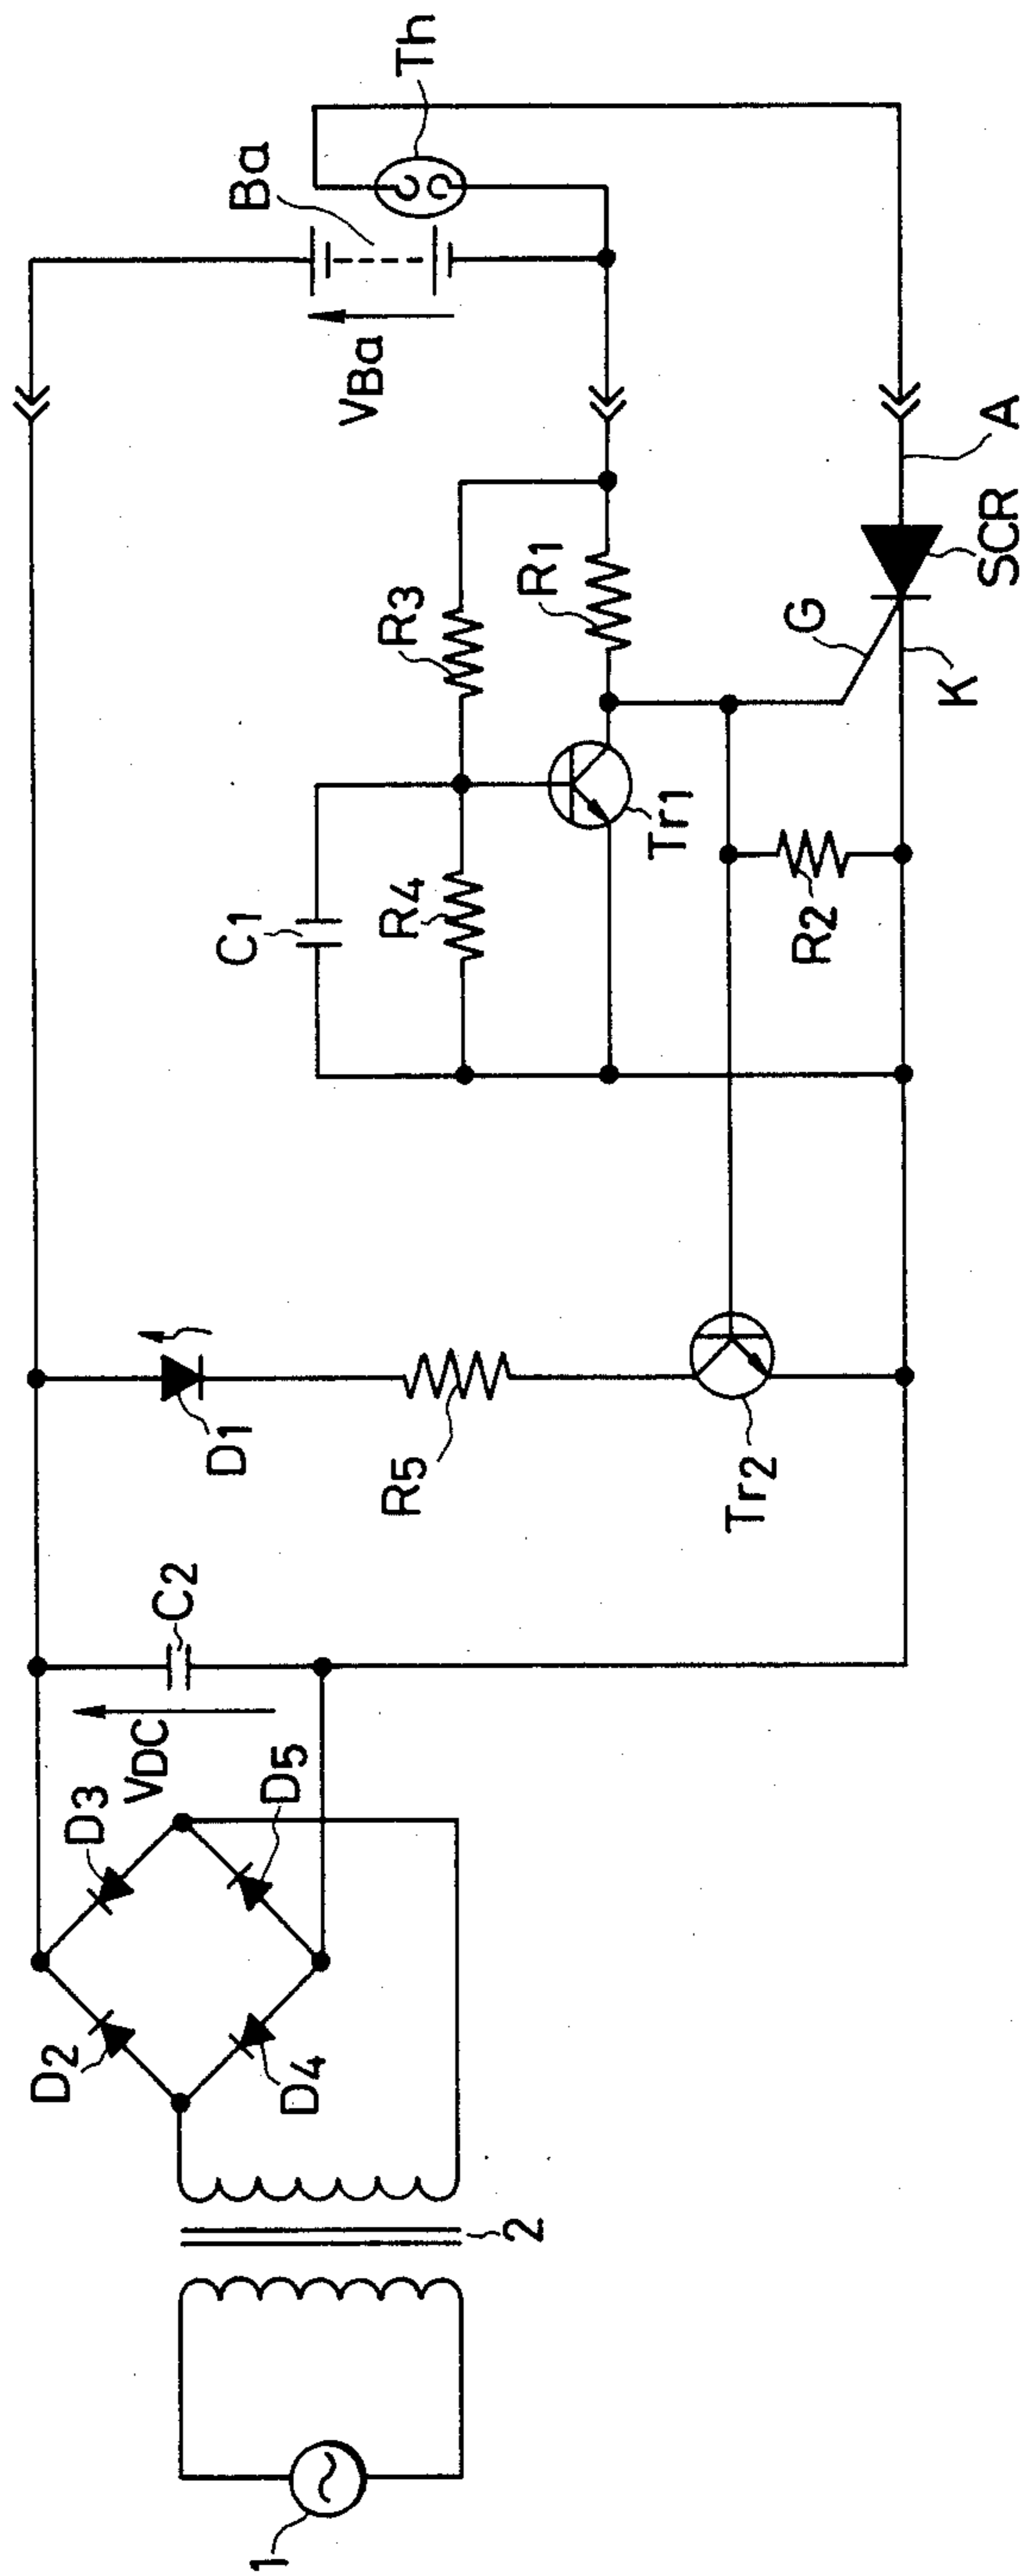 Th
Ba
VBa
A
SCR
R1
R3
G
K
Tr1
C1
R4
R2
D1
R5
Tr2
C2
VDC
D3
D5
D2
D4
2
1